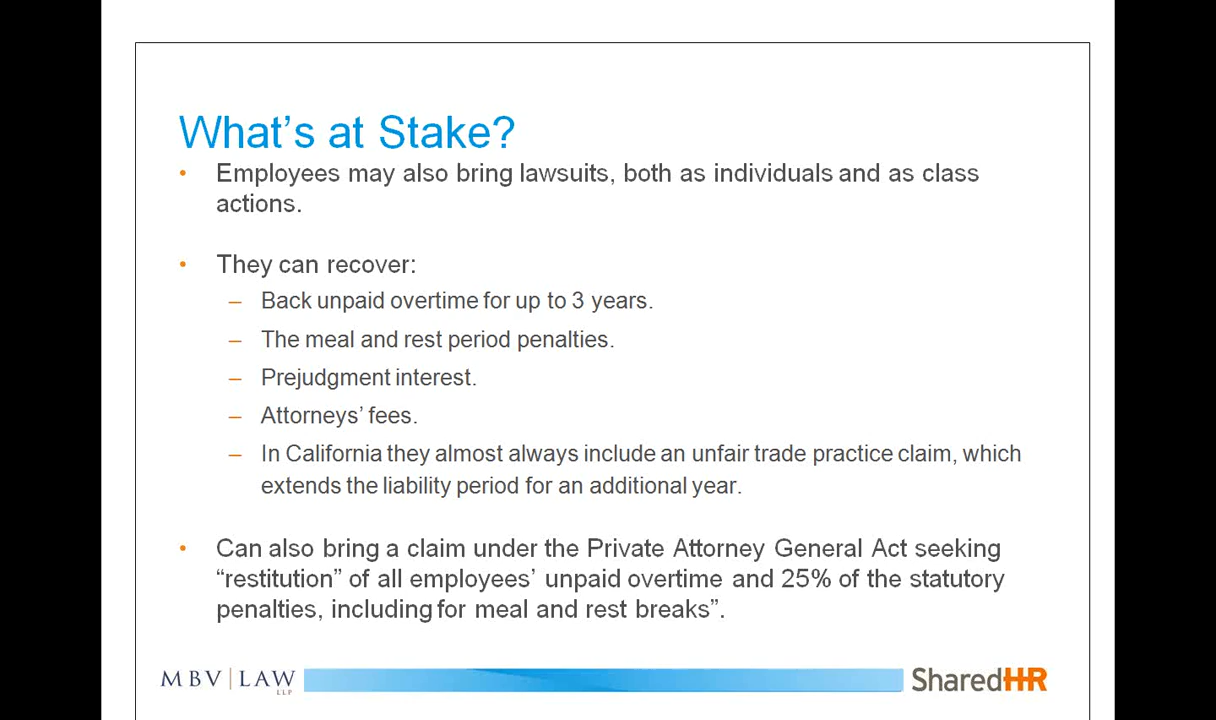 What's at Stake?
• Employees may also bring lawsuits, both as individuals and as class
actions.
• They can recover:
– Back unpaid overtime for up to 3 years.
– The meal and rest period penalties.
– Prejudgment interest.
– Attorneys' fees.
– In California they almost always include an unfair trade practice claim, which
extends the liability period for an additional year.
• Can also bring a claim under the Private Attorney General Act seeking
“restitution” of all employees’ unpaid overtime and 25% of the statutory
penalties, including for meal and rest breaks”.
MBV | LAW LLP
SharedHR